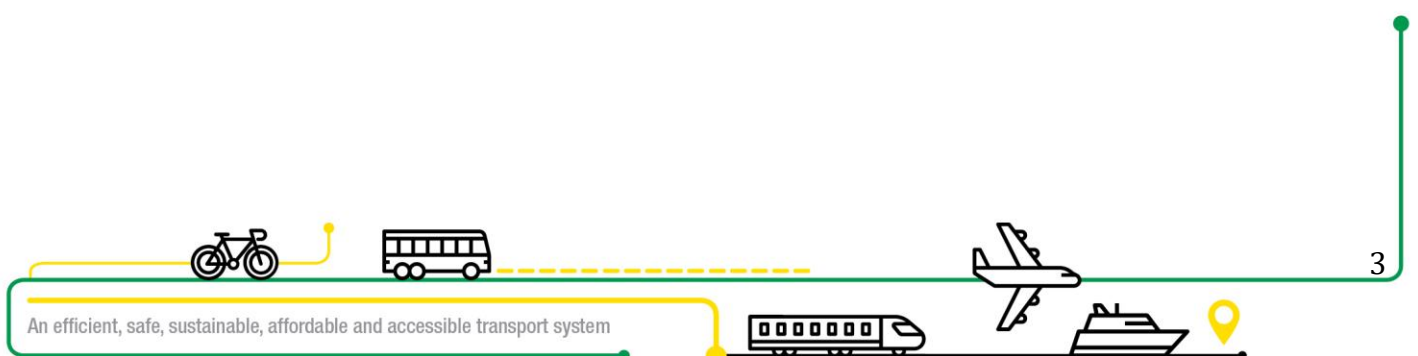 3
An efficient, safe, sustainable, affordable and accessible transport system